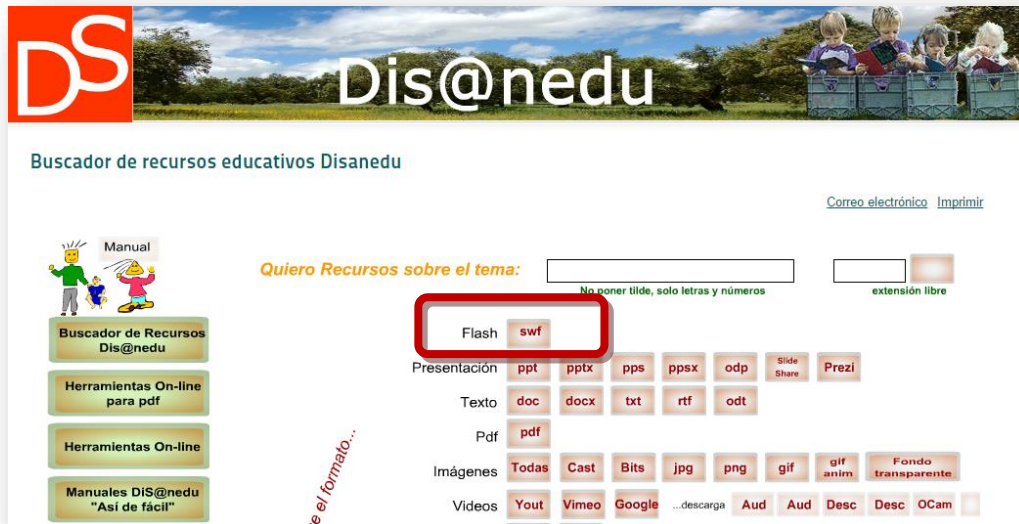 DS
Dis@nedu
Buscador de recursos educativos Disanedu
Correo electrónico Imprimir
Manual
Quiero Recursos sobre el tema:
No poner tilde, solo letras y números extensión libre
Buscador de Recursos
Dis@nedu
Herramientas On-line
para pdf
Herramientas On-line
Manuales DiS@nedu
"Así de fácil"
e el formato...
Flash swf
Presentación ppt pptx pps ppsx odp Slide Share Prezi
Texto doc docx txt rtf odt
Pdf pdf
Imágenes Todas Cast Bits jpg png gif gif anim Fondo transparente
Videos Yout Vimeo Google ...descarga Aud Aud Desc Desc OCam